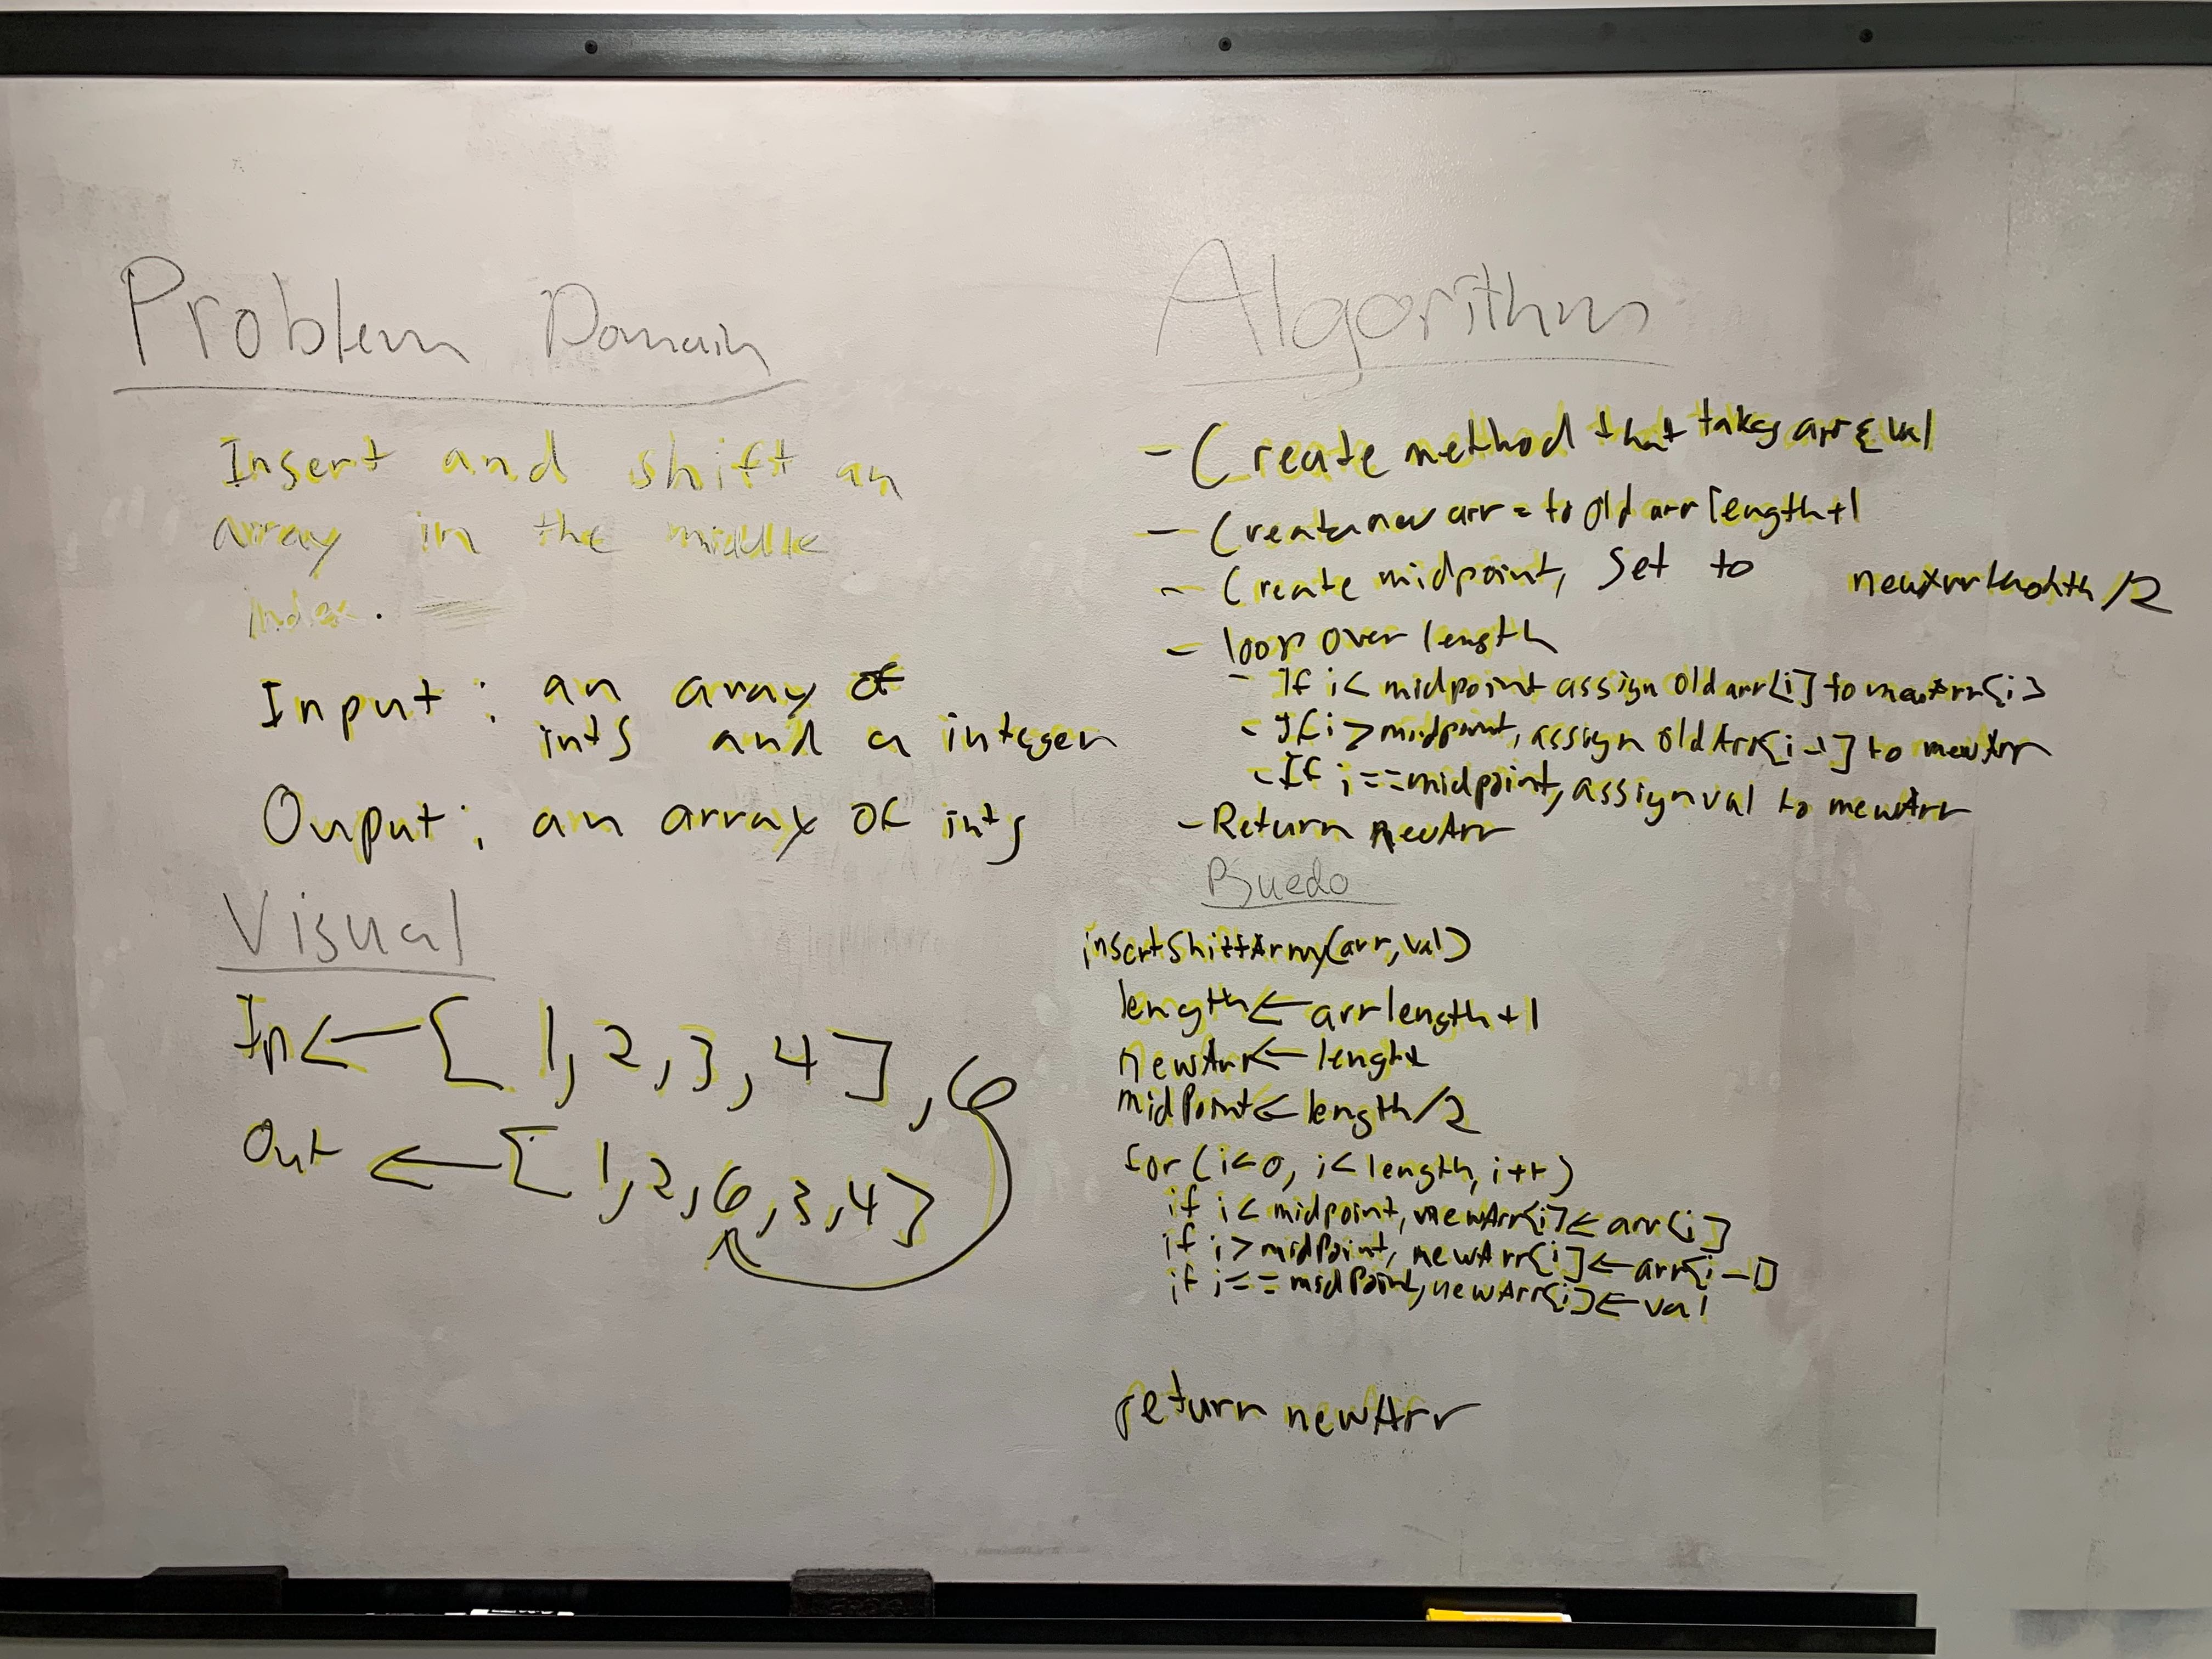 Problem Domain
Insert and shift an
array in the middle
index.
Input: an array of
ints and a integer
Ouput: an array of ints
Visual
In ← [1,2,3,4],6
Out ← [1,2,6,3,4]
Algorithm
- Create method that takes arr & val
- Create new arr = to old arr length+1
- Create midpoint, Set to newArrLength/2
- loop over length
- If i< midpoint assign old arr[i] to newArr[i]
- If i > midpoint, assign oldArr[i-1] to newArr
- If i==midpoint, assign val to newArr
- Return newArr
insertShiftArray(arr, val)
length ← arr length+1
newArr ← length
midPoint ← length/2
for (i←0, i<length, i++)
if i < midpoint, newArr[i] ← arr[i]
if i > midPoint, newArr[i] ← arr[i-1]
if i == midPoint, newArr[i] ← val
return newArr